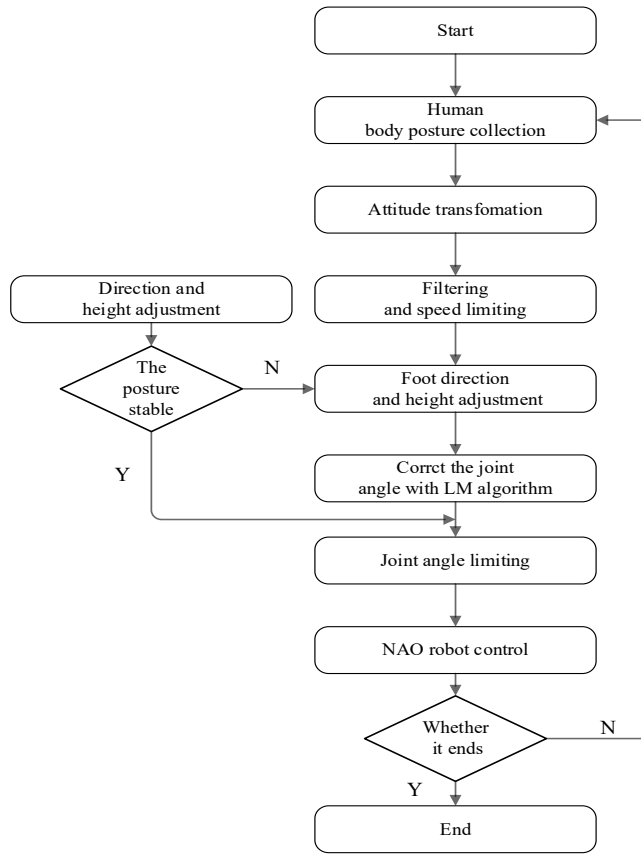 Start
Human
body posture collection
Attitude transfomation
Direction and
height adjustment
Filtering
and speed limiting
The
posture
stable
N
Foot direction
and height adjustment
Y
Corrct the joint
angle with LM algorithm
Joint angle limiting
NAO robot control
Whether
it ends
N
Y
End